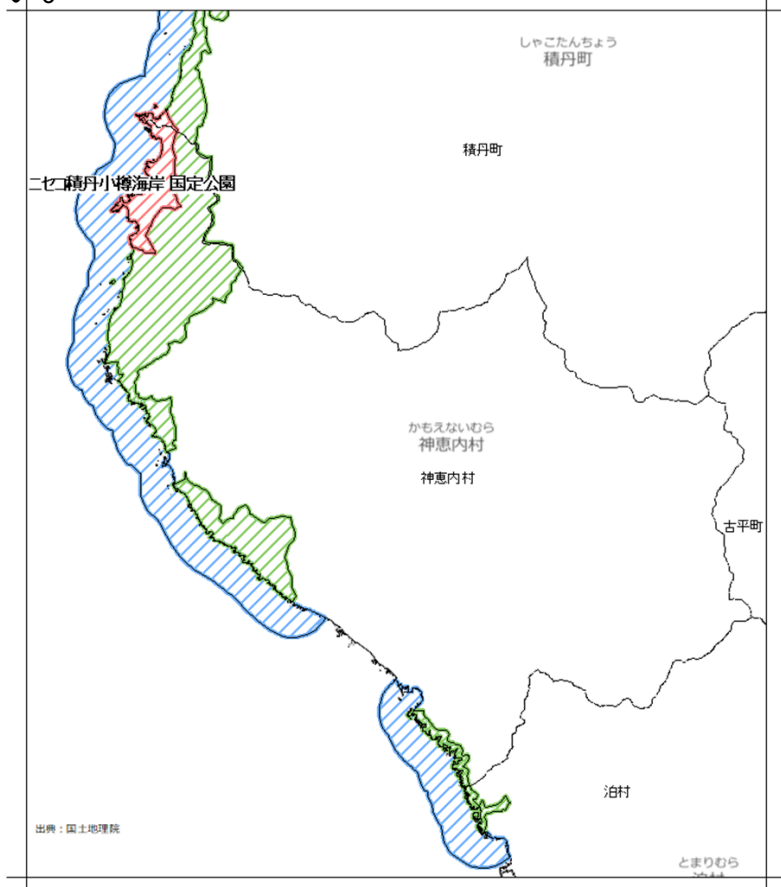 しゃこたんちょう
積丹町
積丹町
ニセコ積丹小樽海岸 国定公園
かもえないむら
神恵内村
神恵内村
古平町
泊村
出典：国土地理院
とまりむら